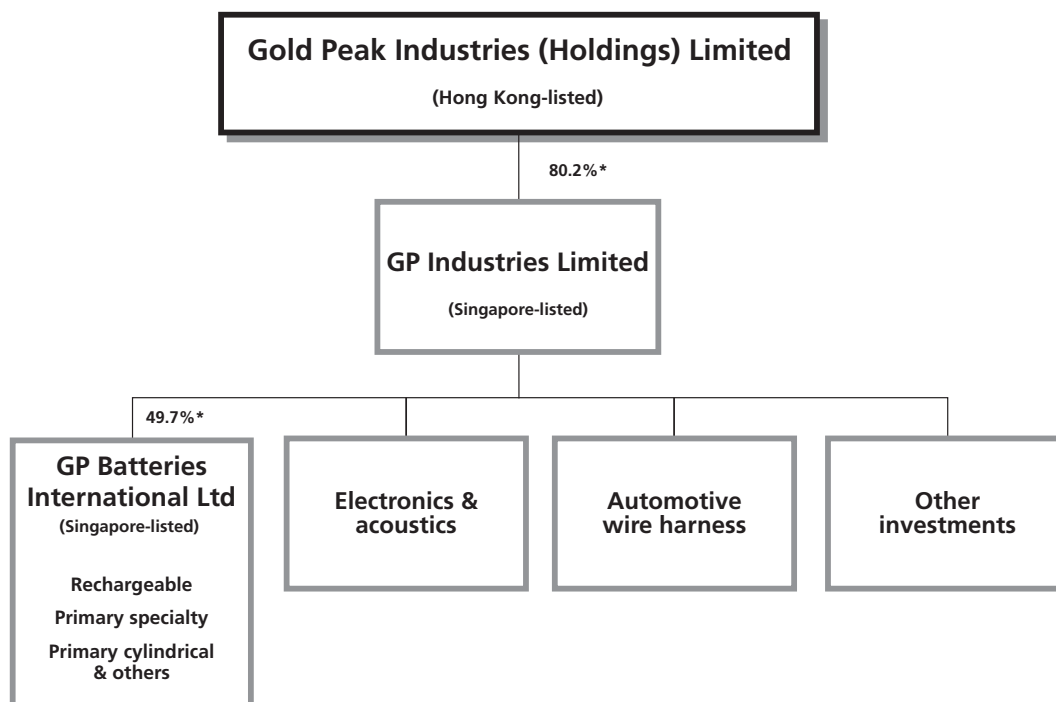 Gold Peak Industries (Holdings) Limited
(Hong Kong-listed)
80.2%*
GP Industries Limited
(Singapore-listed)
49.7%*
GP Batteries
International Ltd
(Singapore-listed)
Rechargeable
Primary specialty
Primary cylindrical
& others
Electronics &
acoustics
Automotive
wire harness
Other
investments